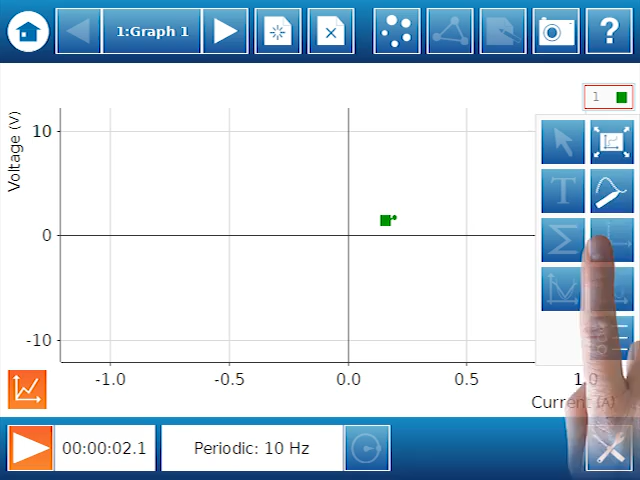 1:Graph 1
?
1
Voltage (V)
10
0
-10
T
Σ
-1.0
-0.5
0.0
0.5
1.0
Current (A)
00:00:02.1
Periodic: 10 Hz